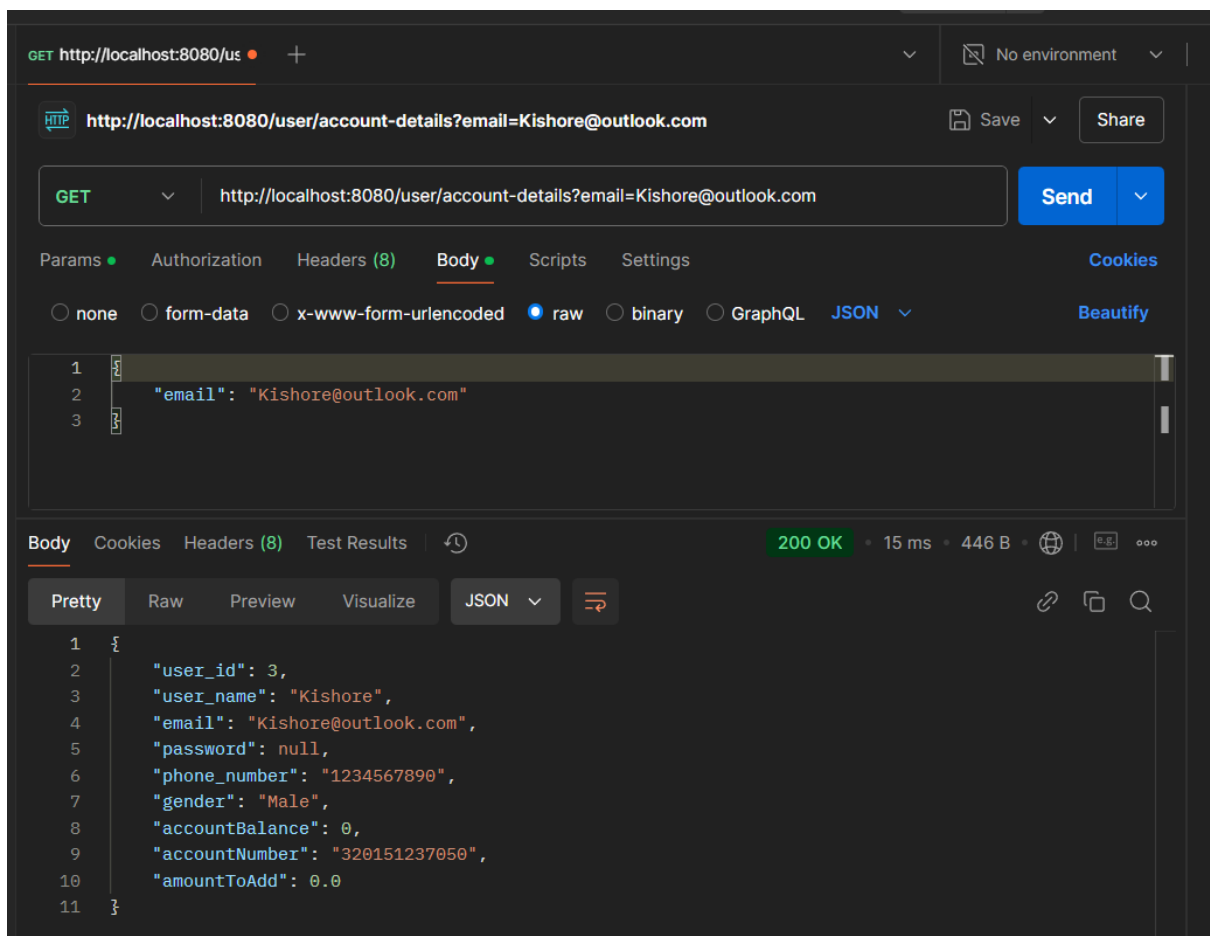 GET http://localhost:8080/us
No environment
HTTP http://localhost:8080/user/account-details?email=Kishore@outlook.com Save Share
GET http://localhost:8080/user/account-details?email=Kishore@outlook.com Send
Params Authorization Headers (8) Body Scripts Settings Cookies
none form-data x-www-form-urlencoded raw binary GraphQL JSON Beautify
1 {
2 "email": "Kishore@outlook.com"
3 }
Body Cookies Headers (8) Test Results 200 OK 15 ms 446 B e.g.
Pretty Raw Preview Visualize JSON
1 {
2 "user_id": 3,
3 "user_name": "Kishore",
4 "email": "Kishore@outlook.com",
5 "password": null,
6 "phone_number": "1234567890",
7 "gender": "Male",
8 "accountBalance": 0,
9 "accountNumber": "320151237050",
10 "amountToAdd": 0.0
11 }